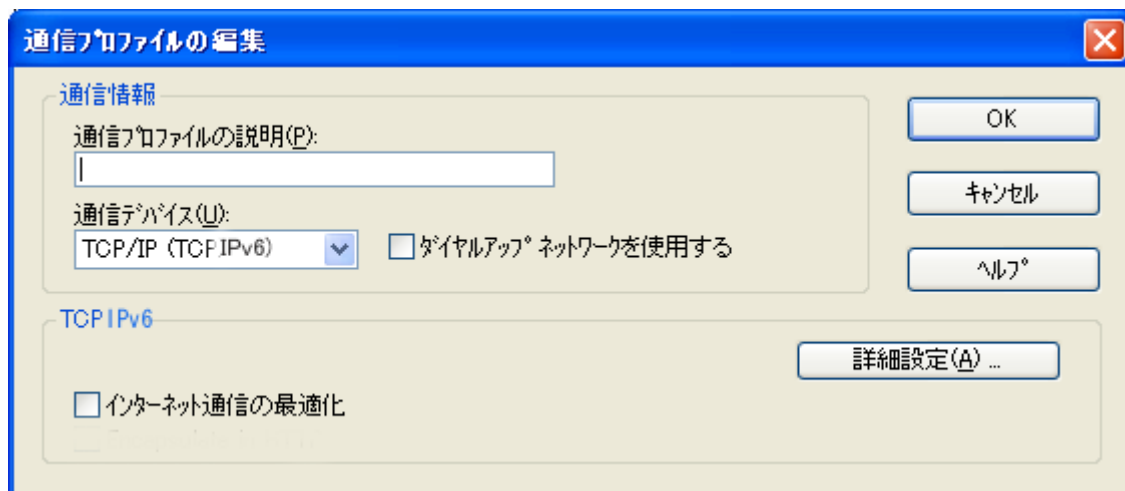 通信プロファイルの編集
通信情報
通信プロファイルの説明(P):
OK
キャンセル
通信デバイス(U):
TCP/IP (TCPIPv6)
ダイヤルアップ ネットワークを使用する
ヘルプ
TCPIPv6
詳細設定(A) ...
インターネット通信の最適化